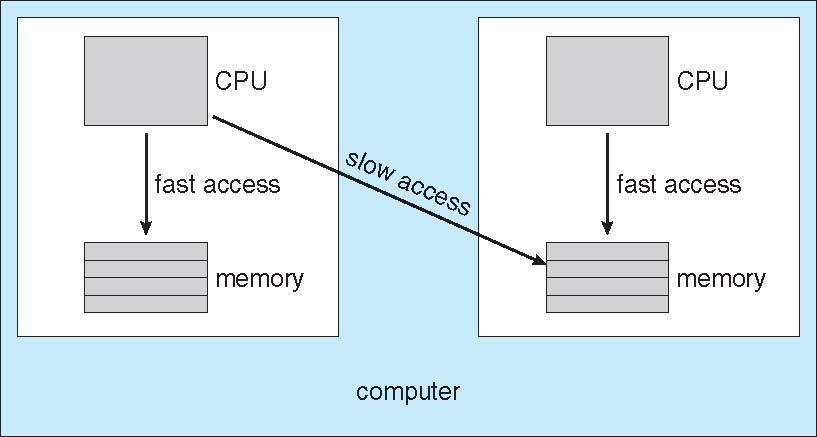 CPU
CPU
fast access
slow access
fast access
memory
memory
computer